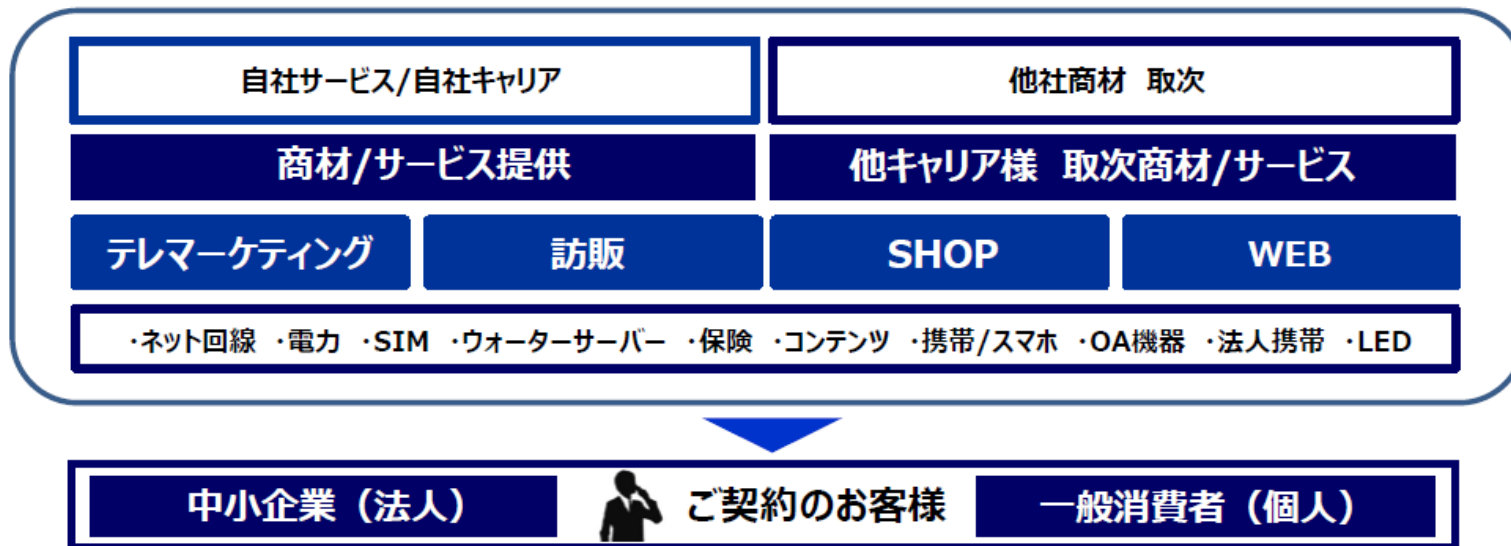 自社サービス/自社キャリア 他社商材 取次
商材/サービス提供 他キャリア様 取次商材/サービス
テレマーケティング 訪販 SHOP WEB
・ネット回線 ・電力 ・SIM ・ウォーターサーバー ・保険 ・コンテンツ ・携帯/スマホ ・OA機器 ・法人携帯 ・LED
中小企業（法人） ご契約のお客様 一般消費者（個人）